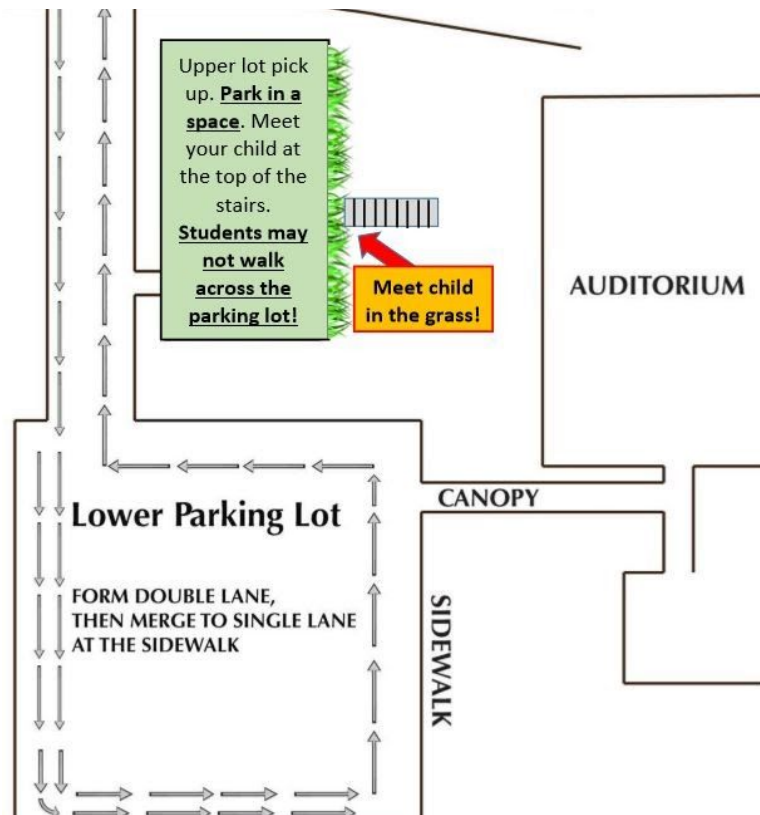 Upper lot pick
up. Park in a
space. Meet
your child at
the top of the
stairs.
Students may
not walk
across the
parking lot!
Meet child
in the grass!
AUDITORIUM
CANOPY
Lower Parking Lot
FORM DOUBLE LANE,
THEN MERGE TO SINGLE LANE
AT THE SIDEWALK
SIDEWALK